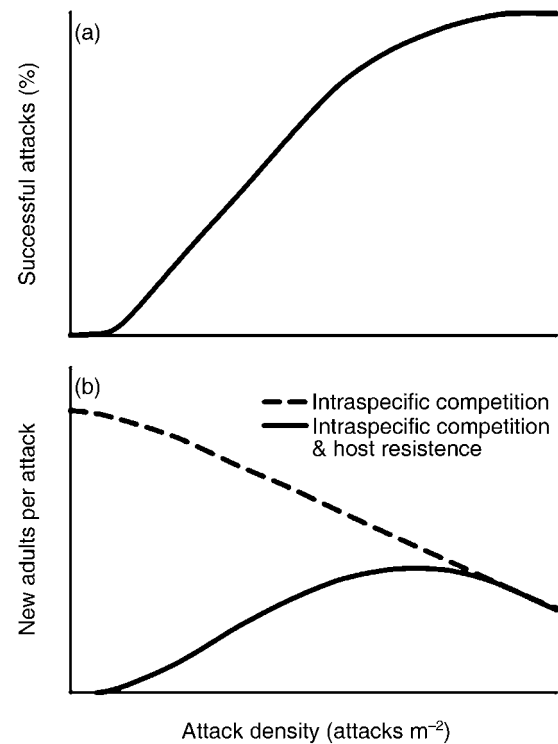 (a)
Successful attacks (%)
(b)
Intraspecific competition
Intraspecific competition
& host resistence
New adults per attack
Attack density (attacks m⁻²)